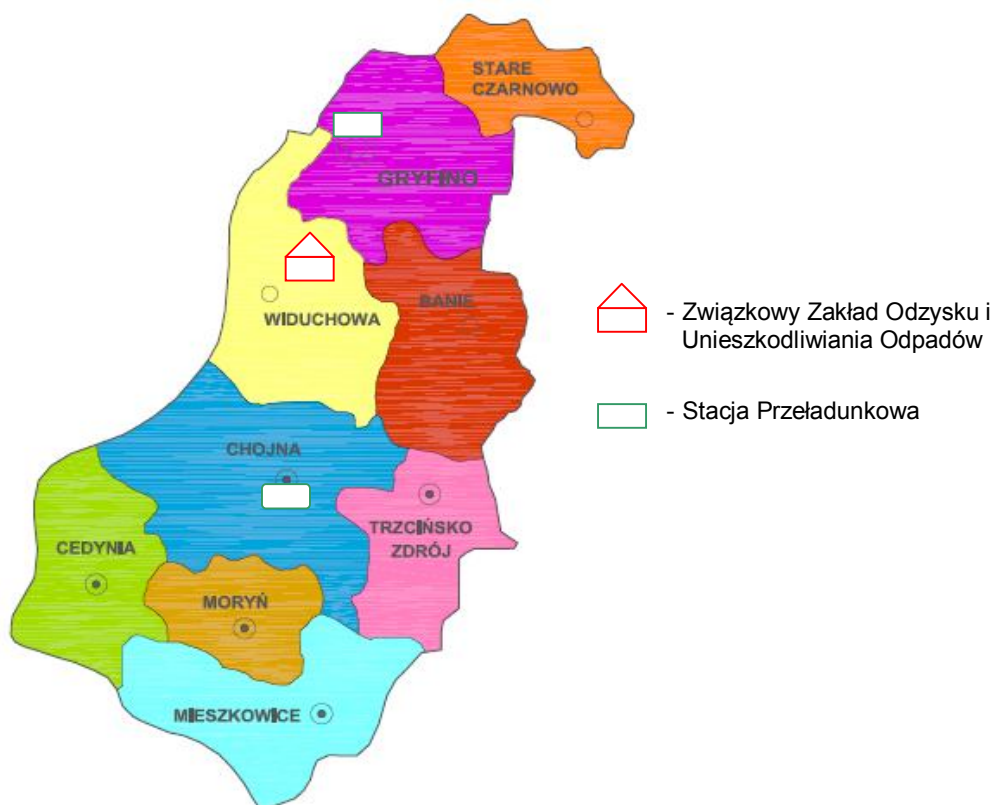 STARE
CZARNOWO
GRYFINO
BANIE
WIDUCHOWA
CHOJNA
TRZCIŃSKO
ZDRÓJ
CEDYNIA
MORYŃ
MIESZKOWICE
- Związkowy Zakład Odzysku i
Unieszkodliwiania Odpadów
- Stacja Przeładunkowa